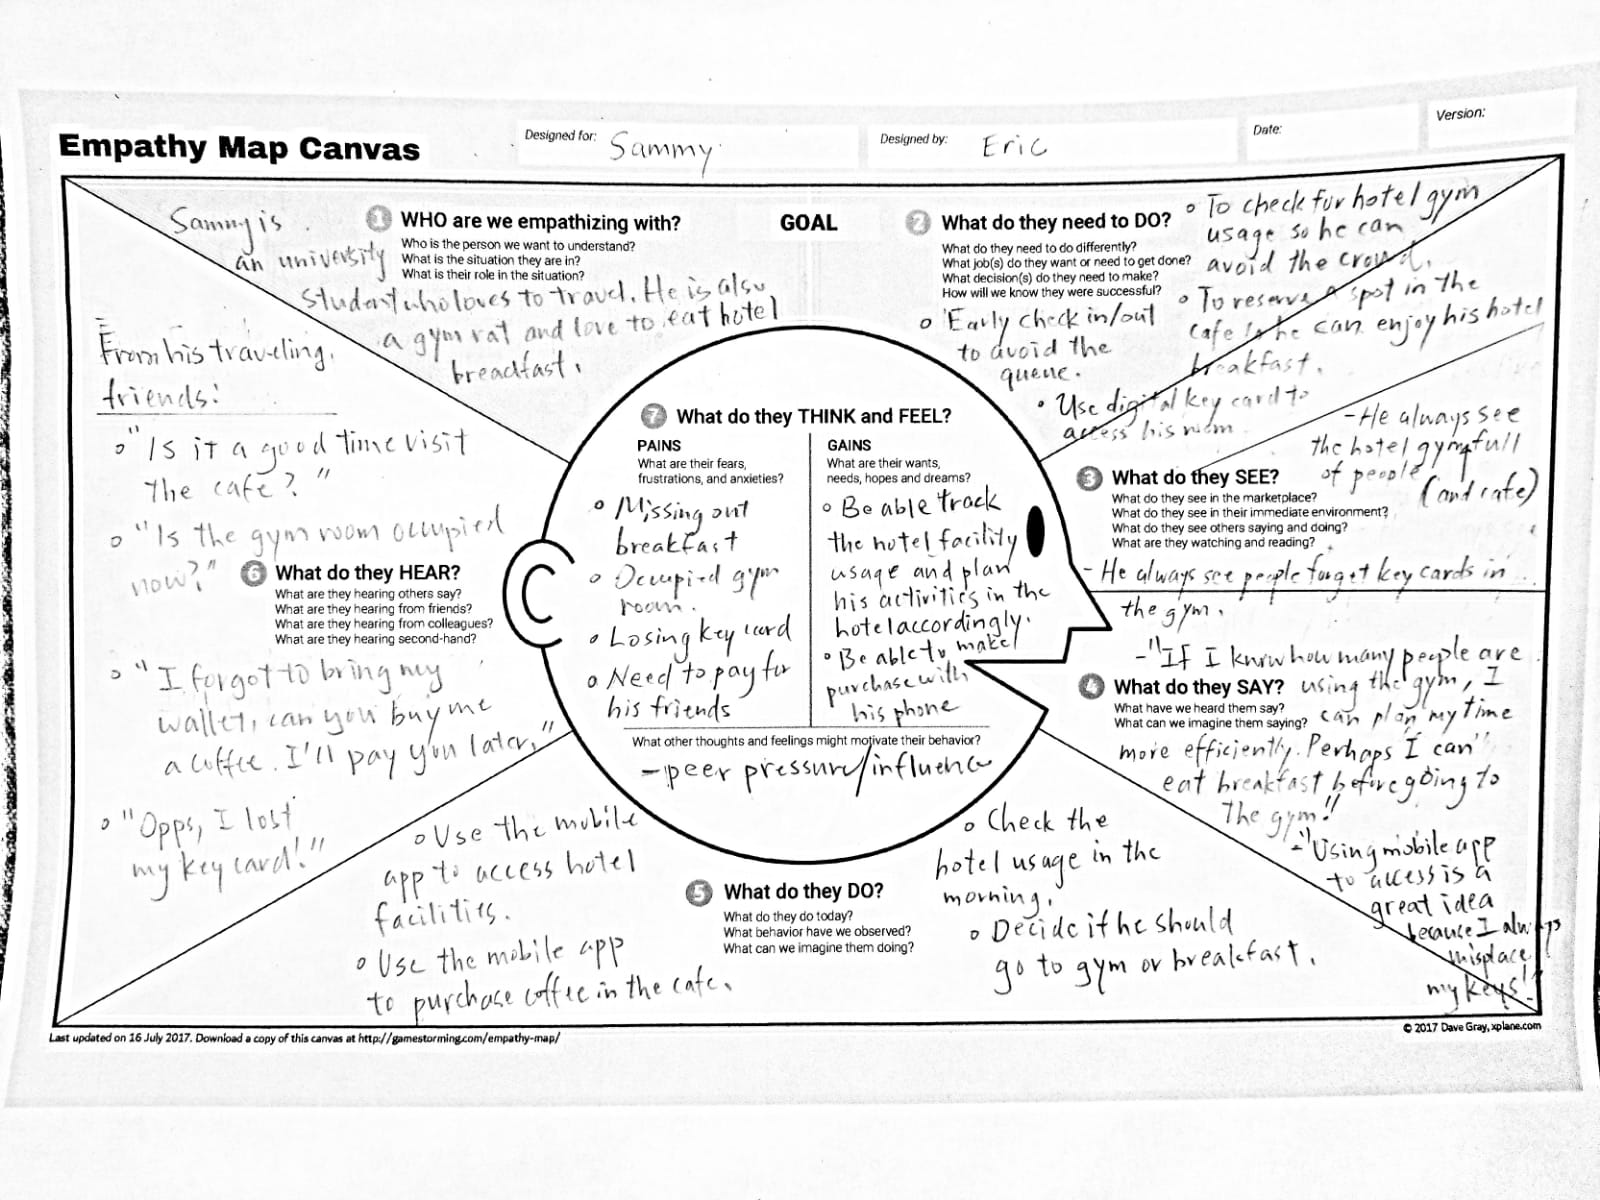 Empathy Map Canvas
Designed for: Sammy
Designed by: Eric
Date:
Version:
1 WHO are we empathizing with?
Who is the person we want to understand?
What is the situation they are in?
What is their role in the situation?
Sammy is
an university
student who loves to travel. He is also
a gym rat and love to eat hotel
breadfast.
GOAL
2 What do they need to DO?
What do they need to do differently?
What job(s) do they want or need to get done?
What decision(s) do they need to make?
How will we know they were successful?
° Early check in/out
to avoid the
queue.
° To check for hotel gym
usage so he can
avoid the crowd.
° To reserve a spot in the
cafe so he can enjoy his hotel
breakfast.
• Use digital key card to
access his room
3 What do they SEE?
What do they see in the marketplace?
What do they see in their immediate environment?
What do they see others saying and doing?
What are they watching and reading?
- He always see
the hotel gym full
of people
(and cafe)
- He always see people forget key cards in
the gym.
4 What do they SAY?
What have we heard them say?
What can we imagine them saying?
- "If I know how many people are
using the gym, I
can plan my time
more efficiently. Perhaps I can"
eat breakfast before going to
the gym!"
- "Using mobile app
to access is a
great idea
because I always
misplace
my keys!"
5 What do they DO?
What do they do today?
What behavior have we observed?
What can we imagine them doing?
° Use the mobile
app to access hotel
facilities.
° Use the mobile app
to purchase coffee in the cafe.
° Check the
hotel usage in the
morning.
° Decide if he should
go to gym or breakfast.
6 What do they HEAR?
What are they hearing others say?
What are they hearing from friends?
What are they hearing from colleagues?
What are they hearing second-hand?
From his traveling
friends:
° "Is it a good time visit
the cafe?"
° "Is the gym room occupied
now?"
° "I forgot to bring my
wallet, can you buy me
a coffee. I'll pay you later."
° "Opps, I lost
my key card!"
7 What do they THINK and FEEL?
PAINS
What are their fears,
frustrations, and anxieties?
° Missing out
breakfast
° Occupied gym
room.
° Losing key card
° Need to pay for
his friends
GAINS
What are their wants,
needs, hopes and dreams?
° Be able track
the hotel facility
usage and plan
his activities in the
hotel accordingly.
° Be able to make
purchase with
his phone
What other thoughts and feelings might motivate their behavior?
- peer pressure/influence
Last updated on 16 July 2017. Download a copy of this canvas at http://gamestorming.com/empathy-map/
© 2017 Dave Gray, xplane.com